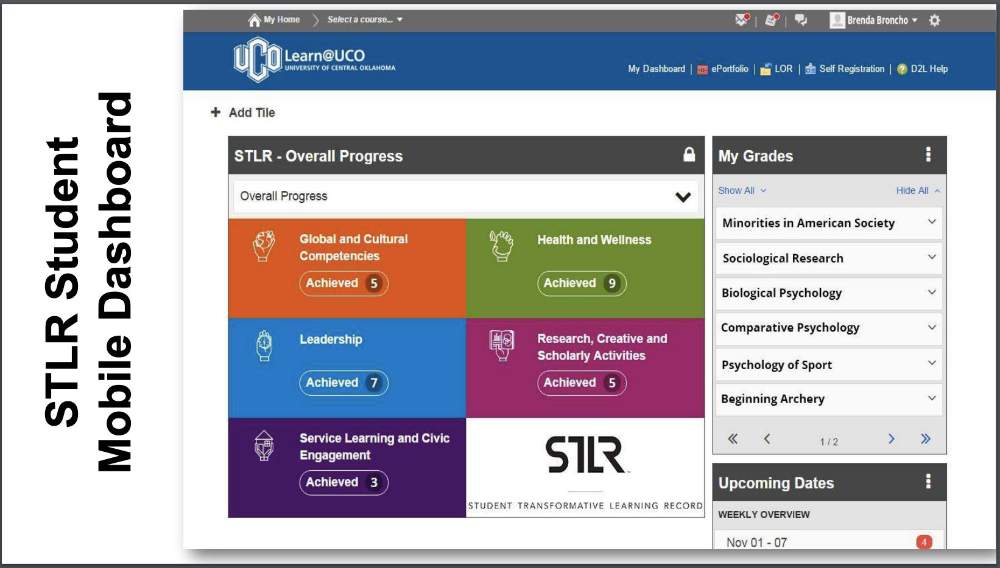 STLR Student
Mobile Dashboard
My Home
Select a course...
Brenda Broncho
UCO
Learn@UCO
UNIVERSITY OF CENTRAL OKLAHOMA
My Dashboard | ePortfolio | LOR | Self Registration | ? D2L Help
+ Add Tile
STLR - Overall Progress
Overall Progress
Global and Cultural
Competencies
Achieved 5
Health and Wellness
Achieved 9
Leadership
Achieved 7
Research, Creative and
Scholarly Activities
Achieved 5
Service Learning and Civic
Engagement
Achieved 3
STLR
STUDENT TRANSFORMATIVE LEARNING RECORD
My Grades
Show All
Hide All
Minorities in American Society
Sociological Research
Biological Psychology
Comparative Psychology
Psychology of Sport
Beginning Archery
1 / 2
Upcoming Dates
WEEKLY OVERVIEW
Nov 01 - 07
4